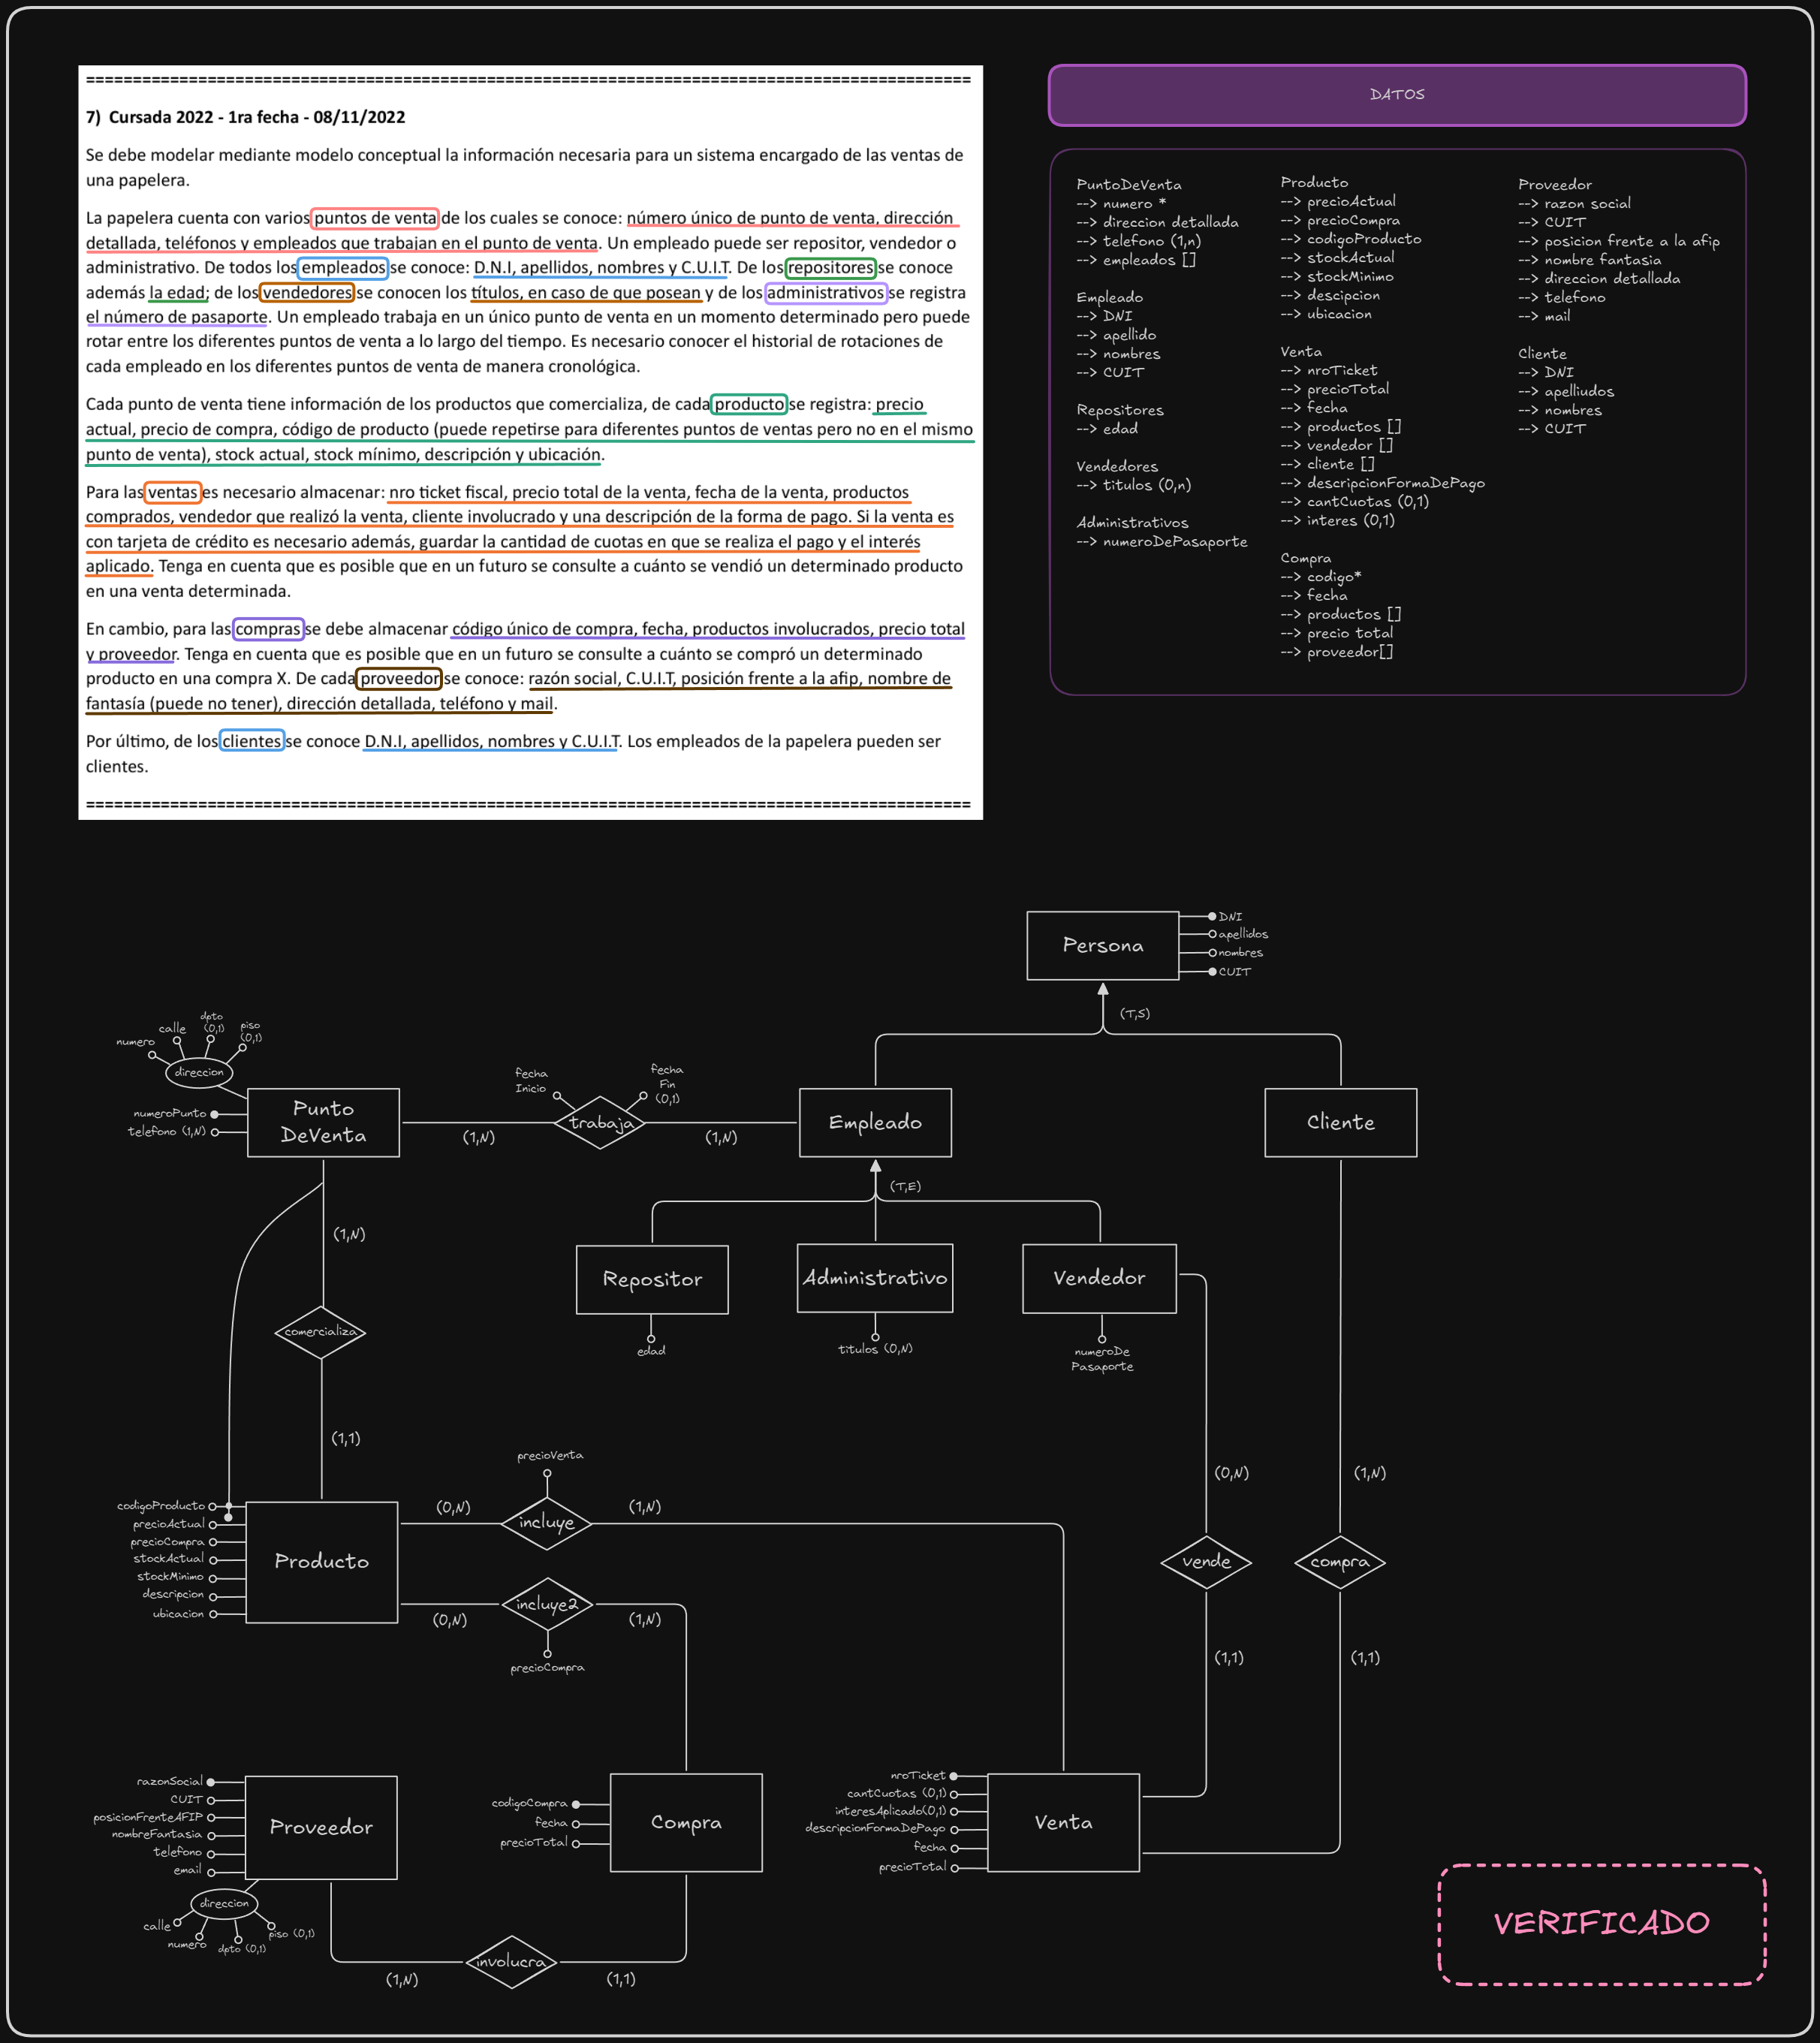 ==============================================================================================
7) Cursada 2022 - 1ra fecha - 08/11/2022
Se debe modelar mediante modelo conceptual la información necesaria para un sistema encargado de las ventas de
una papelera.
La papelera cuenta con varios puntos de venta de los cuales se conoce: número único de punto de venta, dirección
detallada, teléfonos y empleados que trabajan en el punto de venta. Un empleado puede ser repositor, vendedor o
administrativo. De todos los empleados se conoce: D.N.I, apellidos, nombres y C.U.I.T. De los repositores se conoce
además la edad; de los vendedores se conocen los títulos, en caso de que posean y de los administrativos se registra
el número de pasaporte. Un empleado trabaja en un único punto de venta en un momento determinado pero puede
rotar entre los diferentes puntos de venta a lo largo del tiempo. Es necesario conocer el historial de rotaciones de
cada empleado en los diferentes puntos de venta de manera cronológica.
Cada punto de venta tiene información de los productos que comercializa, de cada producto se registra: precio
actual, precio de compra, código de producto (puede repetirse para diferentes puntos de ventas pero no en el mismo
punto de venta), stock actual, stock mínimo, descripción y ubicación.
Para las ventas es necesario almacenar: nro ticket fiscal, precio total de la venta, fecha de la venta, productos
comprados, vendedor que realizó la venta, cliente involucrado y una descripción de la forma de pago. Si la venta es
con tarjeta de crédito es necesario además, guardar la cantidad de cuotas en que se realiza el pago y el interés
aplicado. Tenga en cuenta que es posible que en un futuro se consulte a cuánto se vendió un determinado producto
en una venta determinada.
En cambio, para las compras se debe almacenar código único de compra, fecha, productos involucrados, precio total
y proveedor. Tenga en cuenta que es posible que en un futuro se consulte a cuánto se compró un determinado
producto en una compra X. De cada proveedor se conoce: razón social, C.U.I.T, posición frente a la afip, nombre de
fantasía (puede no tener), dirección detallada, teléfono y mail.
Por último, de los clientes se conoce D.N.I, apellidos, nombres y C.U.I.T. Los empleados de la papelera pueden ser
clientes.
==============================================================================================
DATOS
PuntoDeVenta
--> numero *
--> direccion detallada
--> telefono (1,n)
--> empleados []
Empleado
--> DNI
--> apellido
--> nombres
--> CUIT
Repositores
--> edad
Vendedores
--> titulos (0,n)
Administrativos
--> numeroDePasaporte
Producto
--> precioActual
--> precioCompra
--> codigoProducto
--> stockActual
--> stockMinimo
--> descipcion
--> ubicacion
Venta
--> nroTicket
--> precioTotal
--> fecha
--> productos []
--> vendedor []
--> cliente []
--> descripcionFormaDePago
--> cantCuotas (0,1)
--> interes (0,1)
Compra
--> codigo*
--> fecha
--> productos []
--> precio total
--> proveedor[]
Proveedor
--> razon social
--> CUIT
--> posicion frente a la afip
--> nombre fantasia
--> direccion detallada
--> telefono
--> mail
Cliente
--> DNI
--> apelliudos
--> nombres
--> CUIT
Persona
DNI
apellidos
nombres
CUIT
(T,S)
numero
calle
dpto
(0,1)
piso
(0,1)
direccion
numeroPunto
telefono (1,N)
Punto
DeVenta
(1,N)
fecha
Inicio
fecha
Fin
(0,1)
trabaja
(1,N)
Empleado
Cliente
(T,E)
(1,N)
comercializa
(1,1)
Repositor
edad
Administrativo
titulos (0,N)
Vendedor
numeroDe
Pasaporte
codigoProducto
precioActual
precioCompra
stockActual
stockMinimo
descripcion
ubicacion
Producto
precioVenta
(0,N)
incluye
(1,N)
(0,N)
incluye2
(1,N)
precioCompra
(0,N)
vende
(1,1)
(1,N)
compra
(1,1)
razonSocial
CUIT
posicionFrenteAFIP
nombreFantasia
telefono
email
Proveedor
direccion
calle
numero
dpto (0,1)
piso (0,1)
codigoCompra
fecha
precioTotal
Compra
nroTicket
cantCuotas (0,1)
interesAplicado(0,1)
descripcionFormaDePago
fecha
precioTotal
Venta
(1,N)
involucra
(1,1)
VERIFICADO